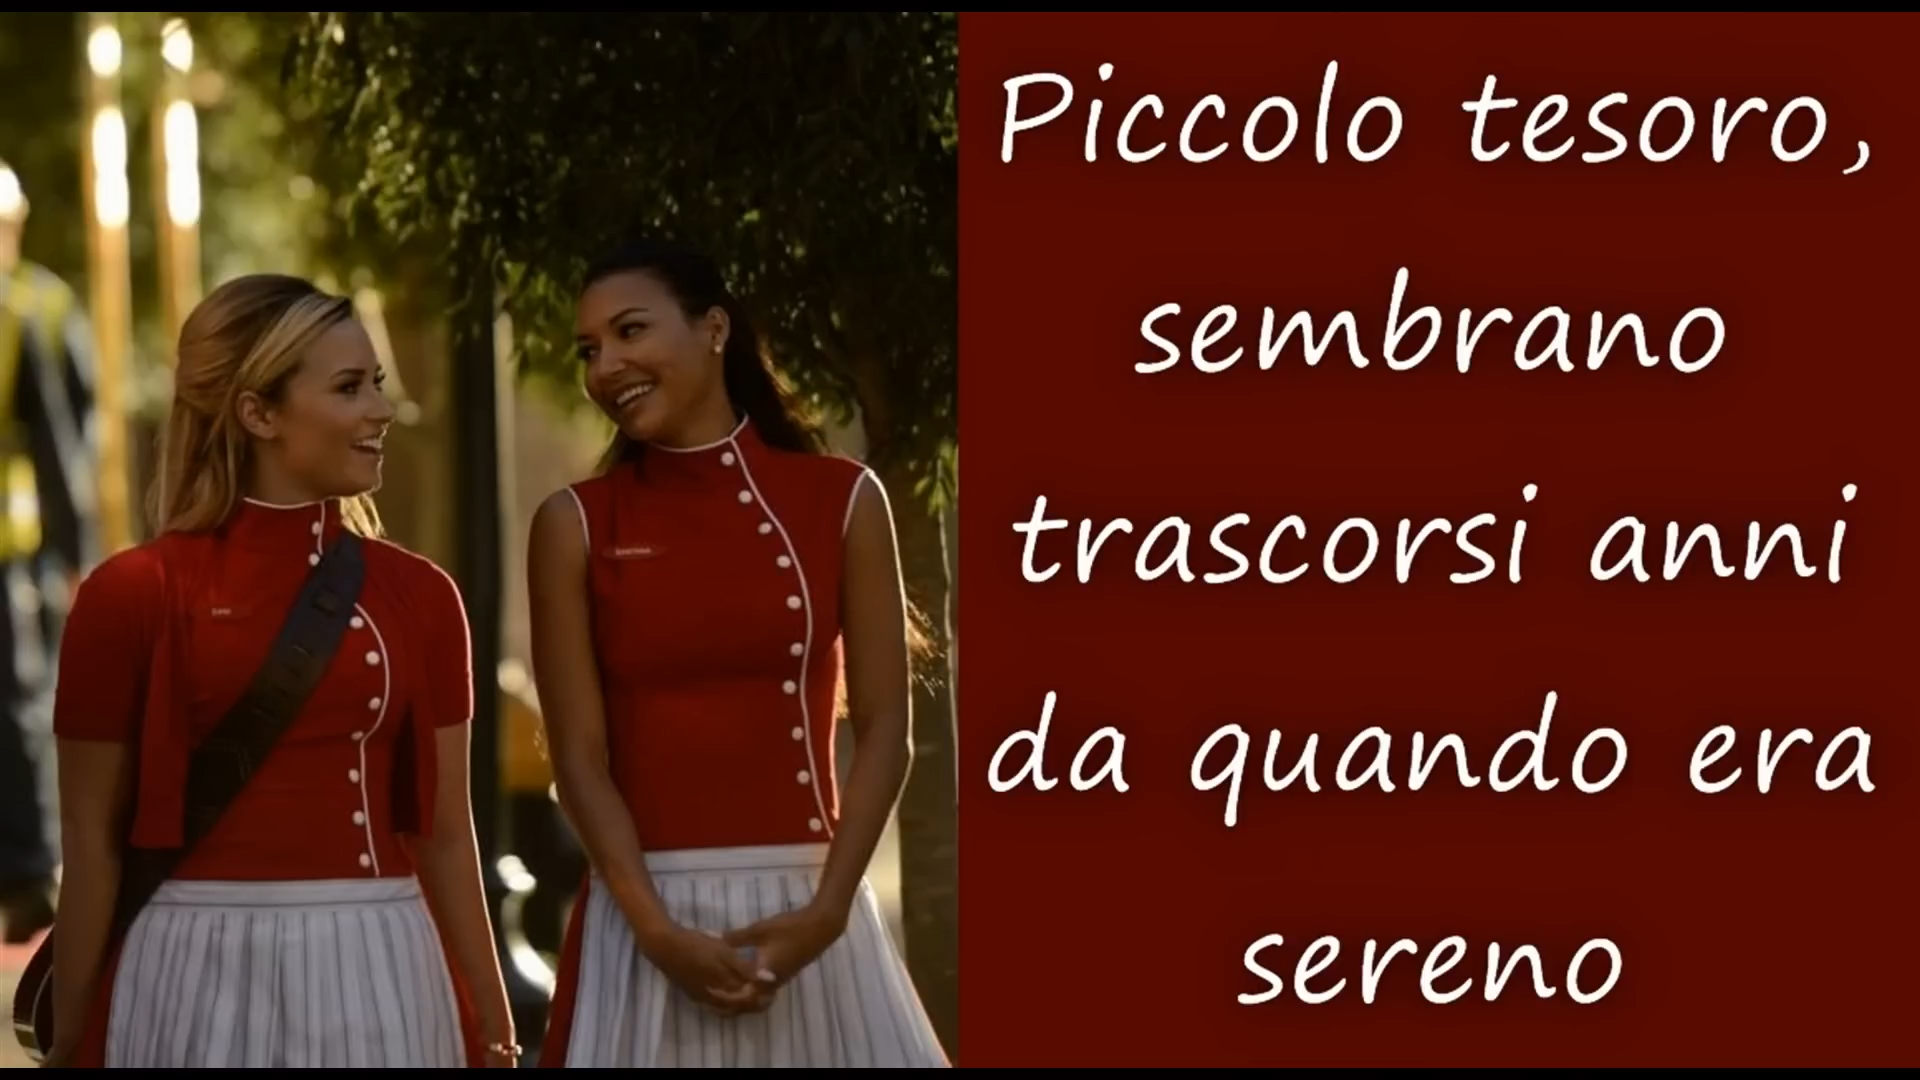 Piccolo tesoro,
sembrano
trascorsi anni
da quando era
sereno